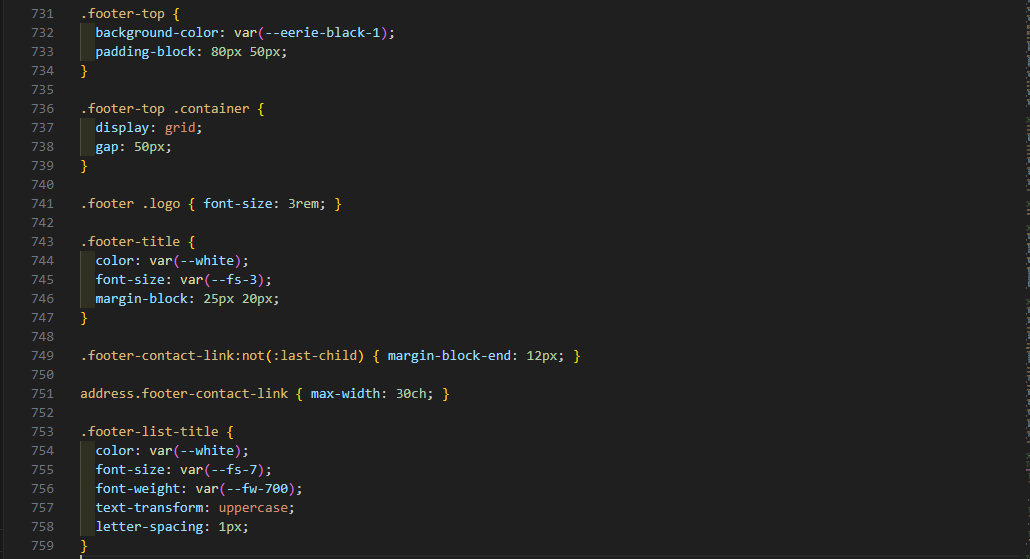 731 .footer-top {
732   background-color: var(--eerie-black-1);
733   padding-block: 80px 50px;
734 }
735
736 .footer-top .container {
737   display: grid;
738   gap: 50px;
739 }
740
741 .footer .logo { font-size: 3rem; }
742
743 .footer-title {
744   color: var(--white);
745   font-size: var(--fs-3);
746   margin-block: 25px 20px;
747 }
748
749 .footer-contact-link:not(:last-child) { margin-block-end: 12px; }
750
751 address.footer-contact-link { max-width: 30ch; }
752
753 .footer-list-title {
754   color: var(--white);
755   font-size: var(--fs-7);
756   font-weight: var(--fw-700);
757   text-transform: uppercase;
758   letter-spacing: 1px;
759 }